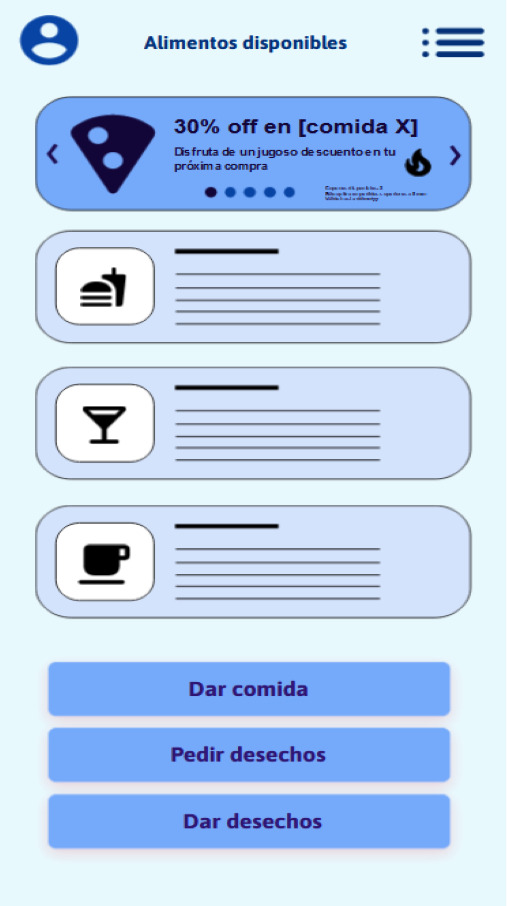 Alimentos disponibles
30% off en [comida X]
Disfruta de un jugoso descuento en tu
próxima compra
Dar comida
Pedir desechos
Dar desechos